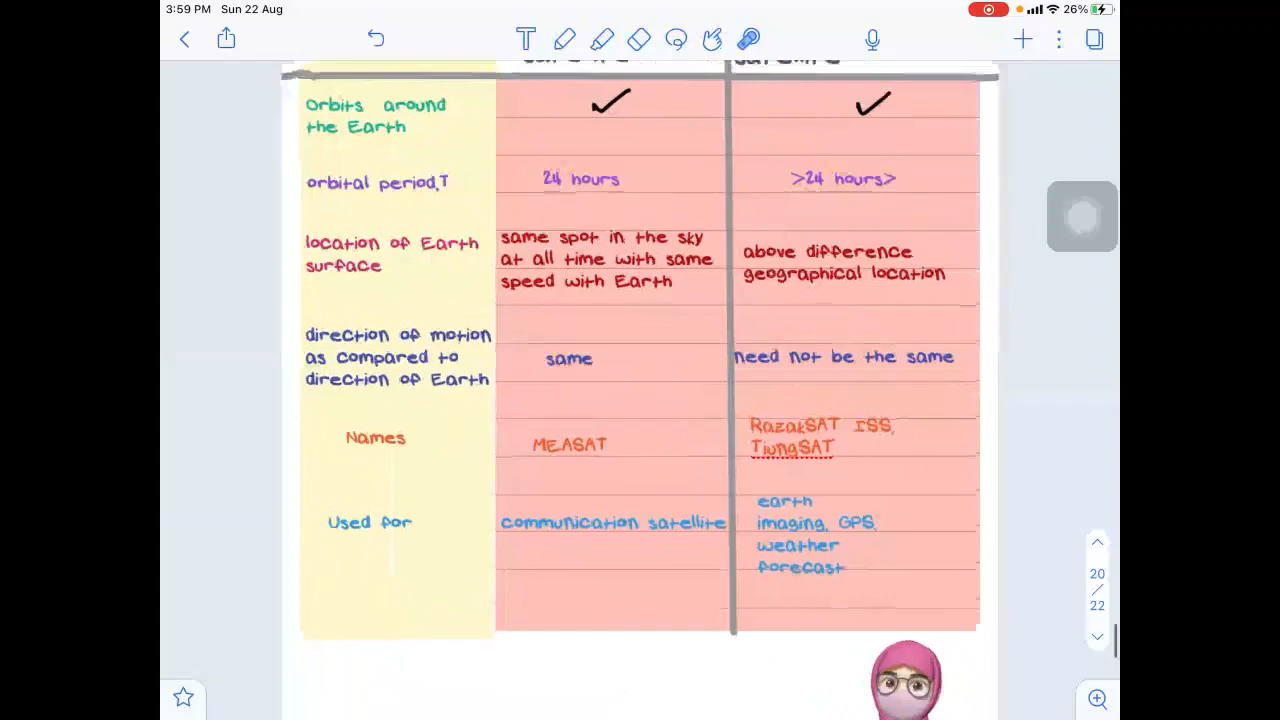 3:59 PM Sun 22 Aug
26%
Orbits around
the Earth
orbital period,T
24 hours
>24 hours>
location of Earth
surface
same spot in the sky
at all time with same
speed with Earth
above difference
geographical location
direction of motion
as compared to
direction of Earth
same
need not be the same
Names
MEASAT
RazakSAT ISS,
TiungSAT
Used for
communication satellite
earth
imaging, GPS,
weather
forecast
20
/
22